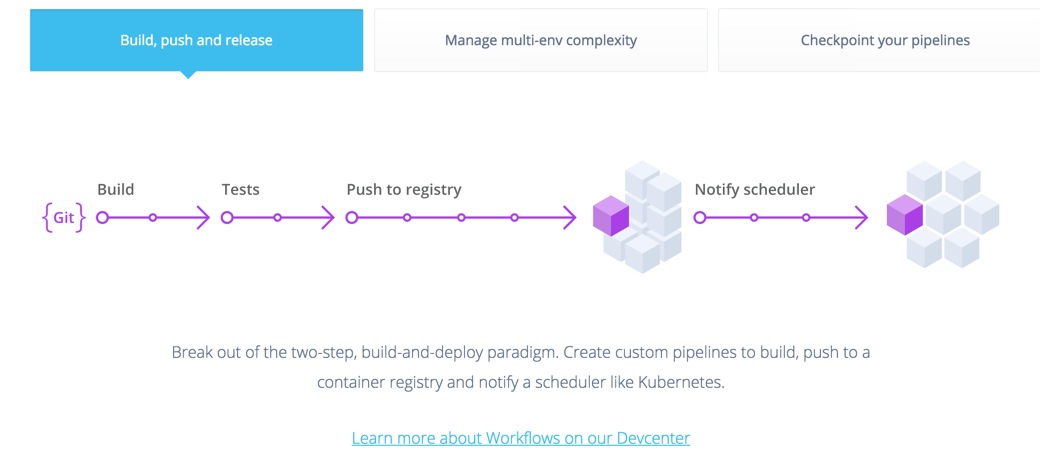 Build, push and release
Manage multi-env complexity
Checkpoint your pipelines
Build
Tests
Push to registry
Notify scheduler
{Git}
Break out of the two-step, build-and-deploy paradigm. Create custom pipelines to build, push to a
container registry and notify a scheduler like Kubernetes.
Learn more about Workflows on our Devcenter